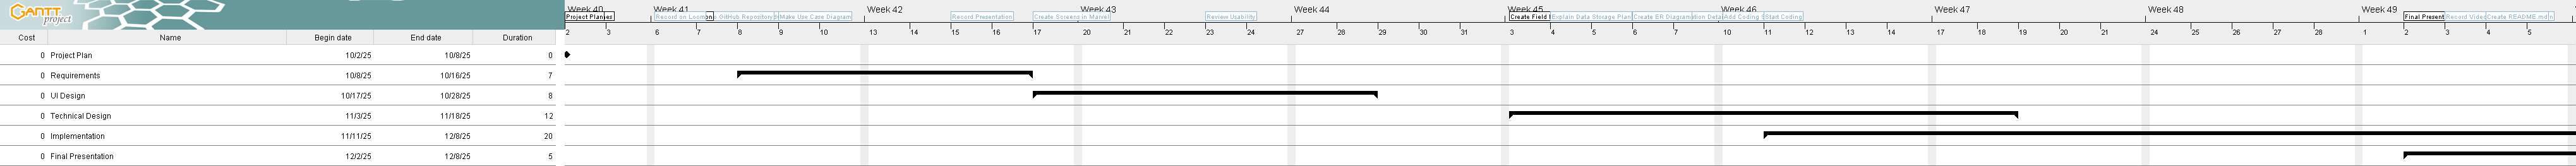 GANTT
project
Week 40 Week 41 Week 42 Week 43 Week 44 Week 45 Week 46 Week 47 Week 48 Week 49
Project Plan Record on GitHub Repository Make Use Case Diagram Record Presentation Create Screens in Marvel Review Usability Create Field Explain Data Storage Plan Create ER Diagram Add Coding Start Coding Final Present Record Video Create README.md
2 3 6 7 8 9 10 13 14 15 16 17 20 21 22 23 24 27 28 29 30 31 3 4 5 6 7 10 11 12 13 14 17 18 19 20 21 24 25 26 27 28 1 2 3 4 5
Cost Name Begin date End date Duration
0 Project Plan 10/2/25 10/8/25 0
0 Requirements 10/8/25 10/16/25 7
0 UI Design 10/17/25 10/28/25 8
0 Technical Design 11/3/25 11/18/25 12
0 Implementation 11/11/25 12/8/25 20
0 Final Presentation 12/2/25 12/8/25 5